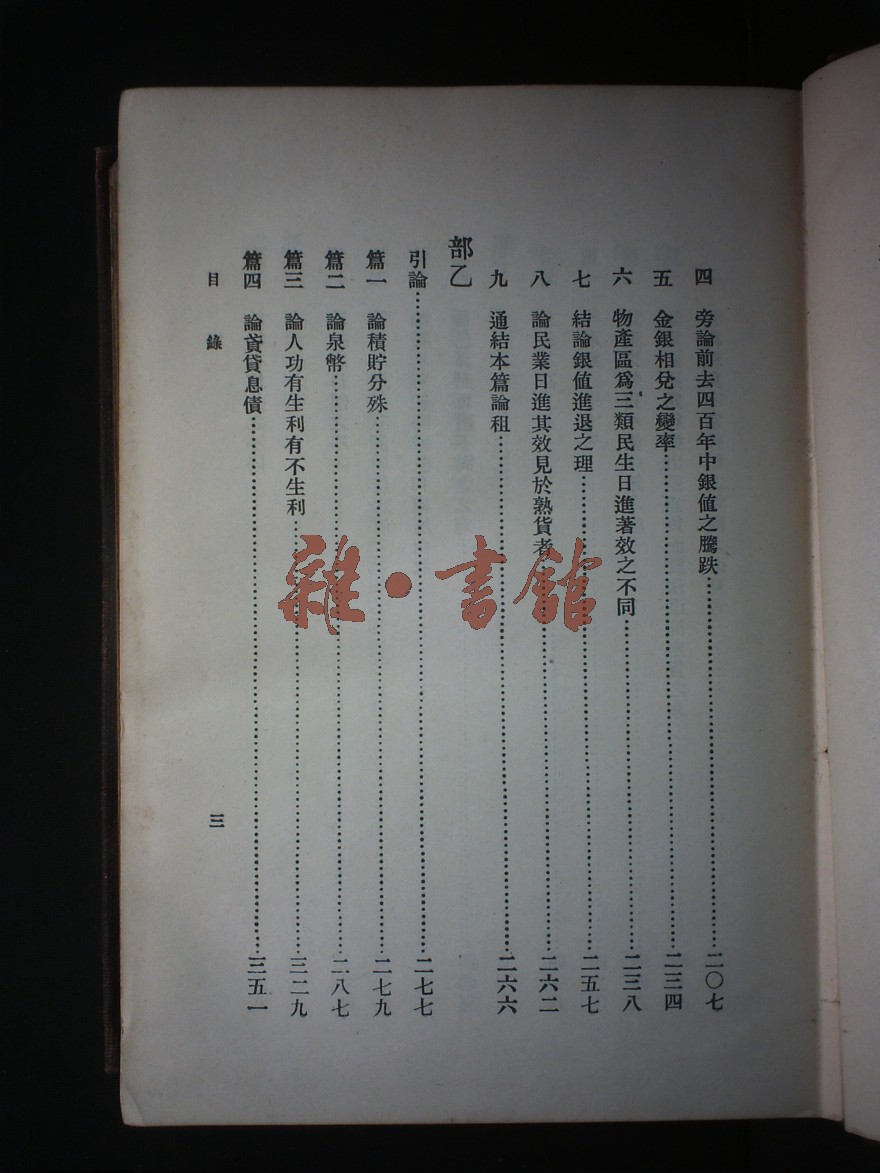 四　旁論前去四百年中銀值之騰跌……二〇七
五　金銀相兌之變率……二三四
六　物產區爲三類民生日進著效之不同……二三八
七　結論銀值進退之理……二五七
八　論民業日進其效見於熟貨者……二六二
九　通結本篇論租……二六六
部乙
引論……二七七
篇一　論積貯分殊……二七九
篇二　論泉幣……二八七
篇三　論人功有生利有不生利……三二九
篇四　論貣貸息債……三五一
目錄　三
雜·書館